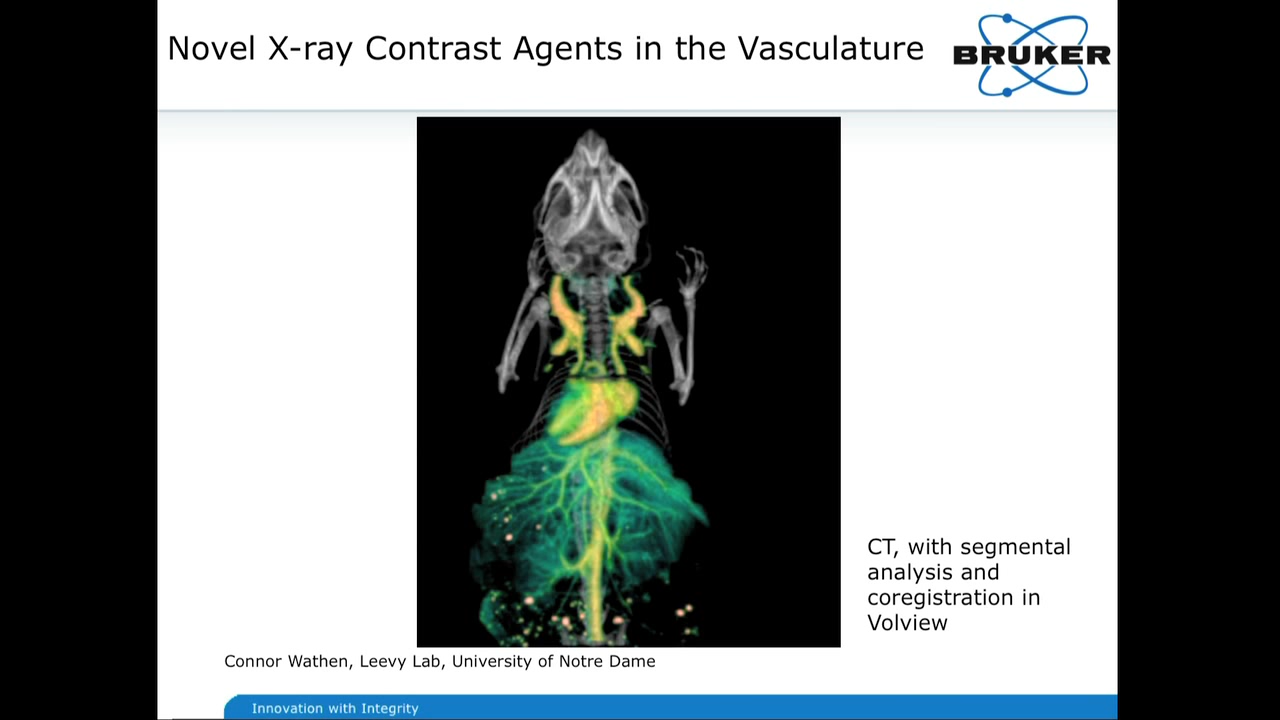 Novel X-ray Contrast Agents in the Vasculature
BRUKER
CT, with segmental
analysis and
coregistration in
Volview
Connor Wathen, Leevy Lab, University of Notre Dame
Innovation with Integrity